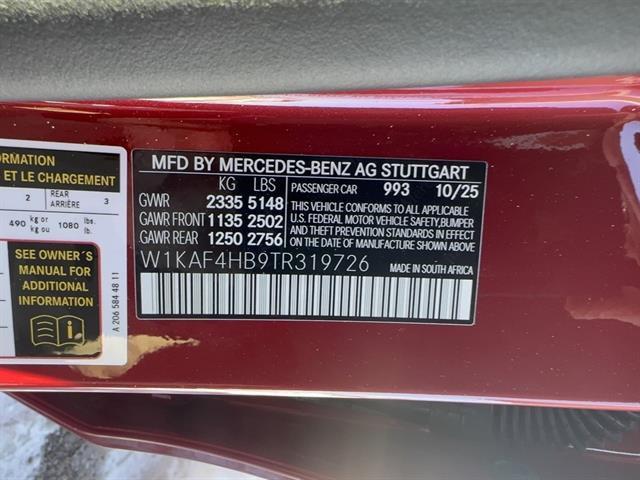 ORMATION
ET LE CHARGEMENT
2 REAR ARRIÈRE 3
490 kg or kg ou 1080 lbs. lb.
SEE OWNER´S
MANUAL FOR
ADDITIONAL
INFORMATION
A 206 584 48 11
MFD BY MERCEDES-BENZ AG STUTTGART
KG LBS
GVWR 2335 5148
GAWR FRONT 1135 2502
GAWR REAR 1250 2756
PASSENGER CAR 993 10/25
THIS VEHICLE CONFORMS TO ALL APPLICABLE
U.S. FEDERAL MOTOR VEHICLE SAFETY, BUMPER
AND THEFT PREVENTION STANDARDS IN
EFFECT ON THE DATE OF MANUFACTURE
SHOWN ABOVE.
W1KAF4HB9TR319726 MADE IN SOUTH AFRICA